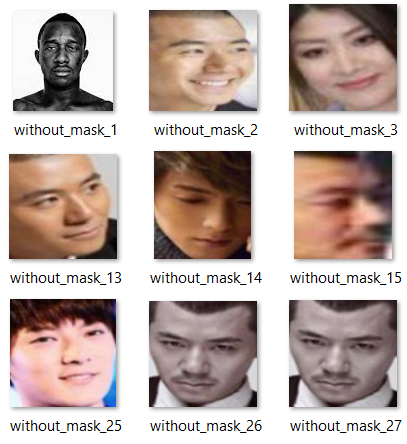 without_mask_1
without_mask_2
without_mask_3
without_mask_13
without_mask_14
without_mask_15
without_mask_25
without_mask_26
without_mask_27